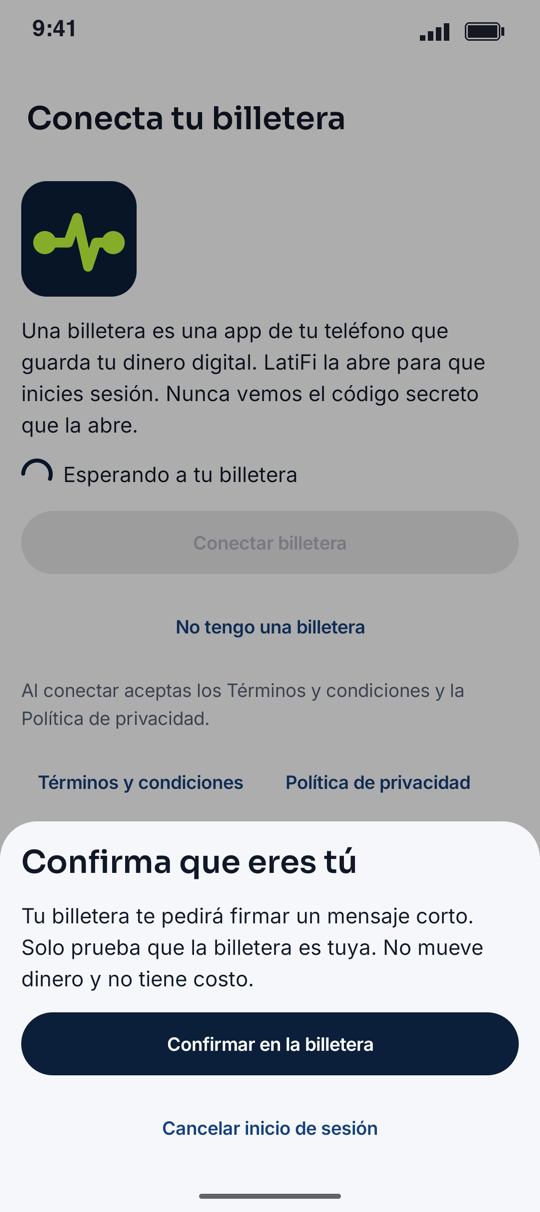 9:41
Conecta tu billetera
Una billetera es una app de tu teléfono que
guarda tu dinero digital. LatiFi la abre para que
inicies sesión. Nunca vemos el código secreto
que la abre.
Esperando a tu billetera
Conectar billetera
No tengo una billetera
Al conectar aceptas los Términos y condiciones y la
Política de privacidad.
Términos y condiciones Política de privacidad
Confirma que eres tú
Tu billetera te pedirá firmar un mensaje corto.
Solo prueba que la billetera es tuya. No mueve
dinero y no tiene costo.
Confirmar en la billetera
Cancelar inicio de sesión